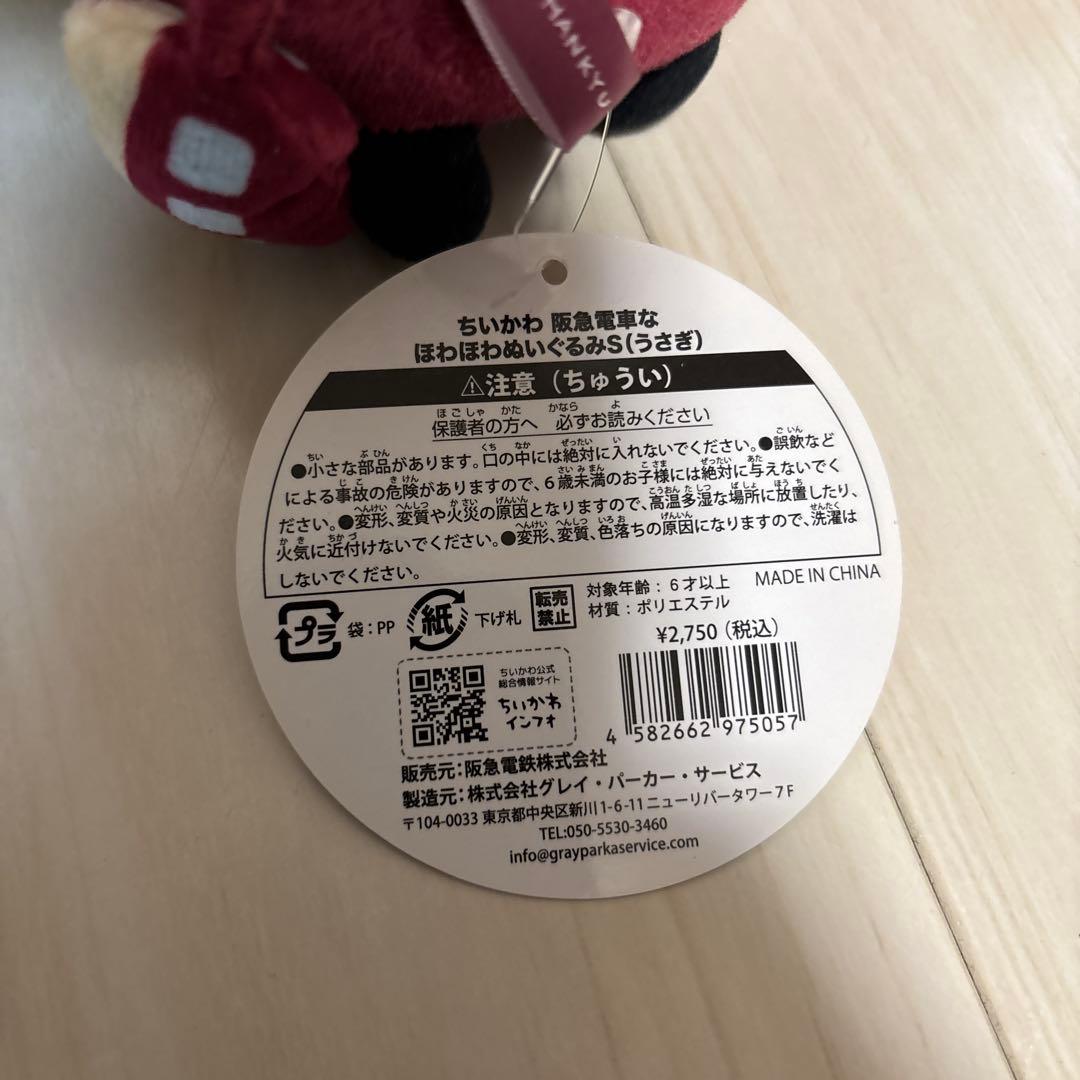 HANKYU
ちいかわ 阪急電車な
ほわほわぬいぐるみS(うさぎ)
⚠注意(ちゅうい)
保護者の方へ 必ずお読みください
●小さな部品があります。口の中には絶対に入れないでください。●誤飲など
による事故の危険がありますので、6歳未満のお子様には絶対に与えないでく
ださい。●変形、変質や火災の原因となりますので、高温多湿な場所に放置したり、
火気に近付けないでください。●変形、変質、色落ちの原因になりますので、洗濯は
しないでください。
プラ 袋:PP 紙 下げ札 転売禁止 対象年齢:6才以上 MADE IN CHINA
材質:ポリエステル
¥2,750(税込)
ちいかわ公式
総合情報サイト
ちいかわ
インフォ
4 582662 975057
販売元:阪急電鉄株式会社
製造元:株式会社グレイ・パーカー・サービス
〒104-0033 東京都中央区新川1-6-11 ニューリバータワー7F
TEL:050-5530-3460
info@grayparkaservice.com